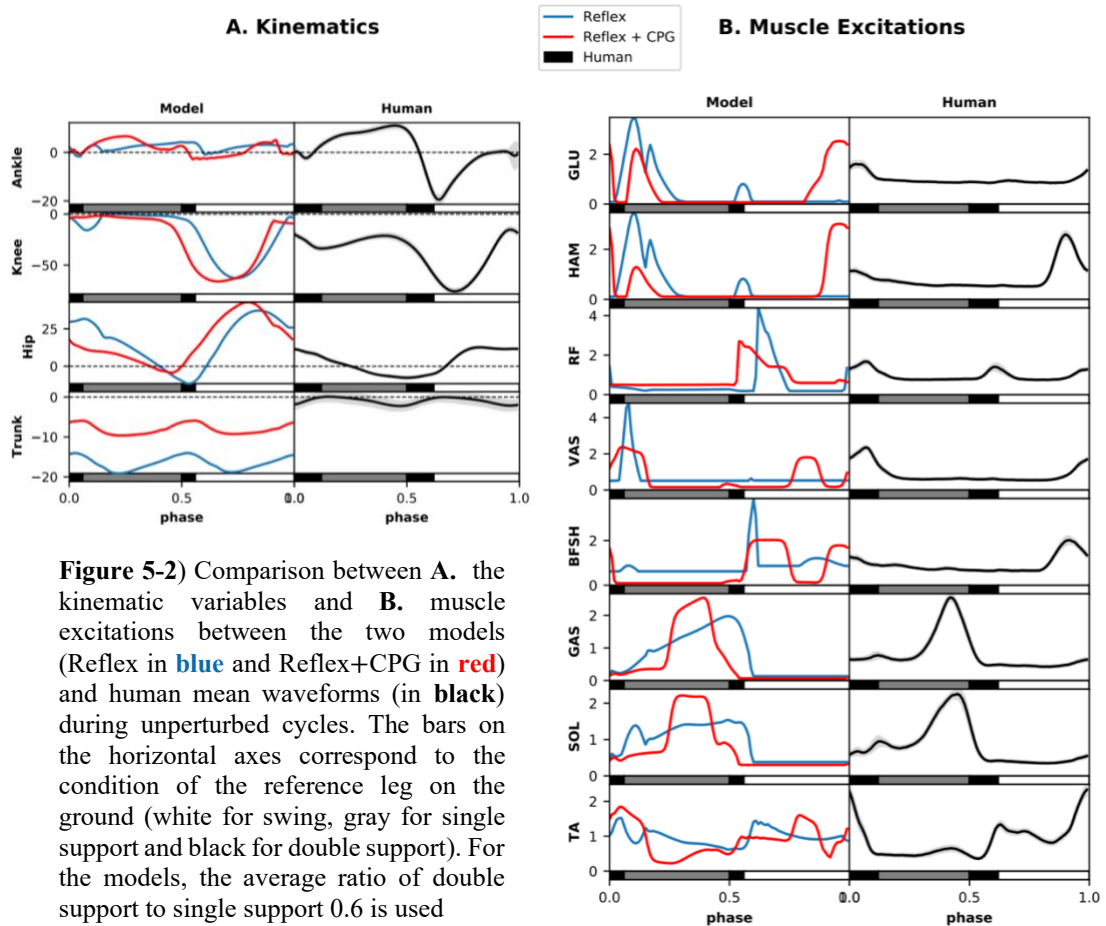 A. Kinematics
Reflex
Reflex + CPG
Human
B. Muscle Excitations
Model
Human
Ankle
0
−20
Knee
0
−50
Hip
25
0
Trunk
0
−10
−20
0.0
0.5
0.5
1.0
phase
phase
Model
Human
GLU
2
0
HAM
2
0
RF
4
2
0
VAS
4
2
0
BFSH
2
0
GAS
2
1
0
SOL
2
1
0
TA
2
1
0
0.0
0.5
0.5
1.0
phase
phase
Figure 5-2) Comparison between A. the
kinematic variables and B. muscle
excitations between the two models
(Reflex in blue and Reflex+CPG in red)
and human mean waveforms (in black)
during unperturbed cycles. The bars on
the horizontal axes correspond to the
condition of the reference leg on the
ground (white for swing, gray for single
support and black for double support). For
the models, the average ratio of double
support to single support 0.6 is used